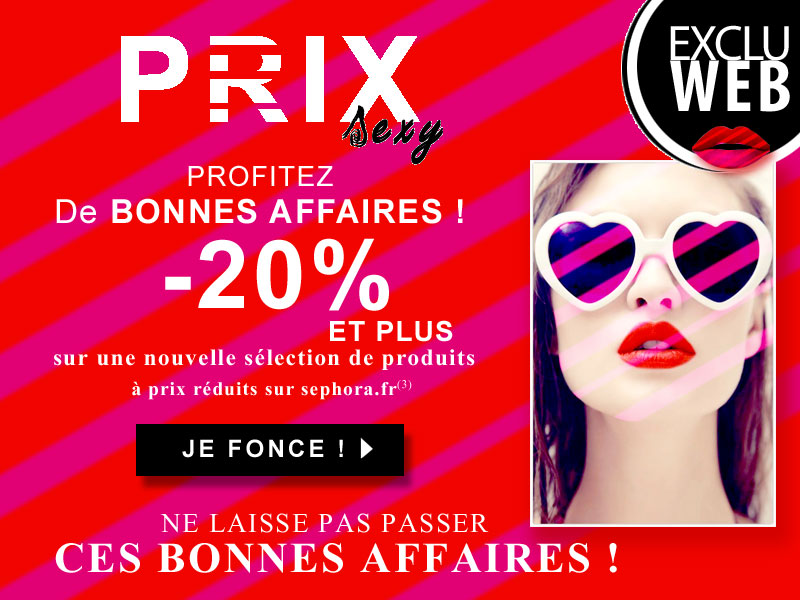 PRIX
sexy
EXCLU
WEB
PROFITEZ
De BONNES AFFAIRES !
-20%
ET PLUS
sur une nouvelle sélection de produits
à prix réduits sur sephora.fr(3)
JE FONCE !
NE LAISSE PAS PASSER
CES BONNES AFFAIRES !